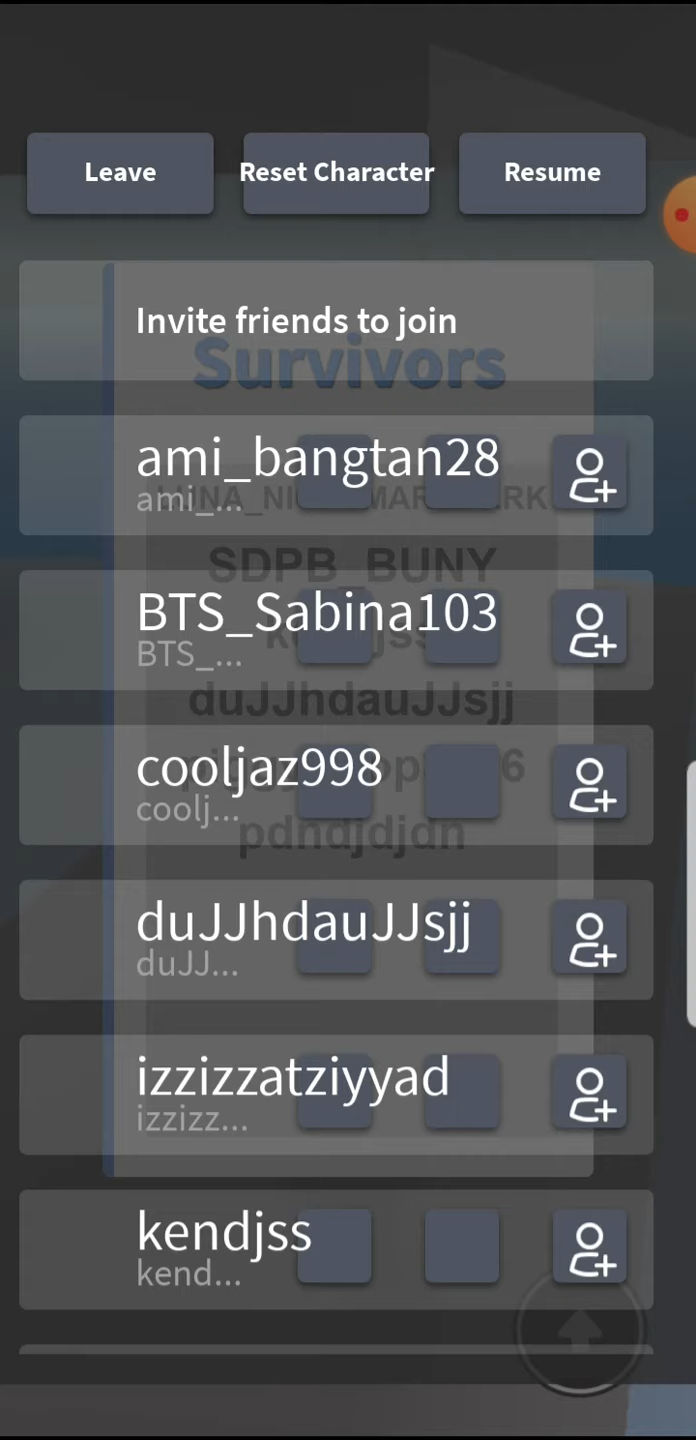 Leave
Reset Character
Resume
Invite friends to join
Survivors
ami_bangtan28
ami_...
SDPB_BUNY
BTS_Sabina103
BTS_...
duJJhdauJJsjj
cooljaz998
coolj...
pdndjdjdn
duJJhdauJJsjj
duJJ...
izzizzatziyyad
izzizz...
kendjss
kend...